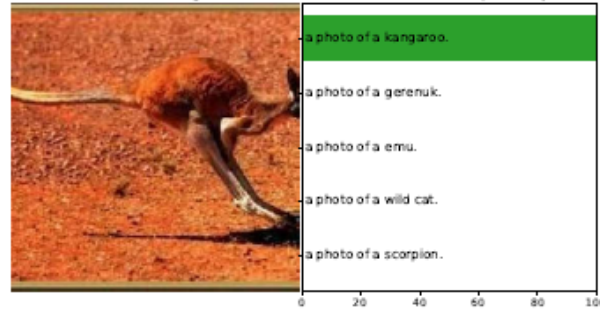 a photo of a kangaroo.
a photo of a gerenuk.
a photo of a emu.
a photo of a wild cat.
a photo of a scorpion.
0 20 40 60 80